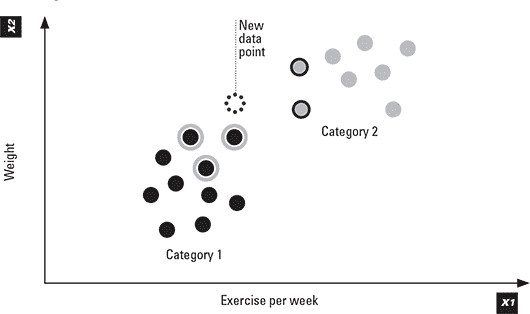 X2
New
data
point
Category 2
Weight
Category 1
Exercise per week
X1